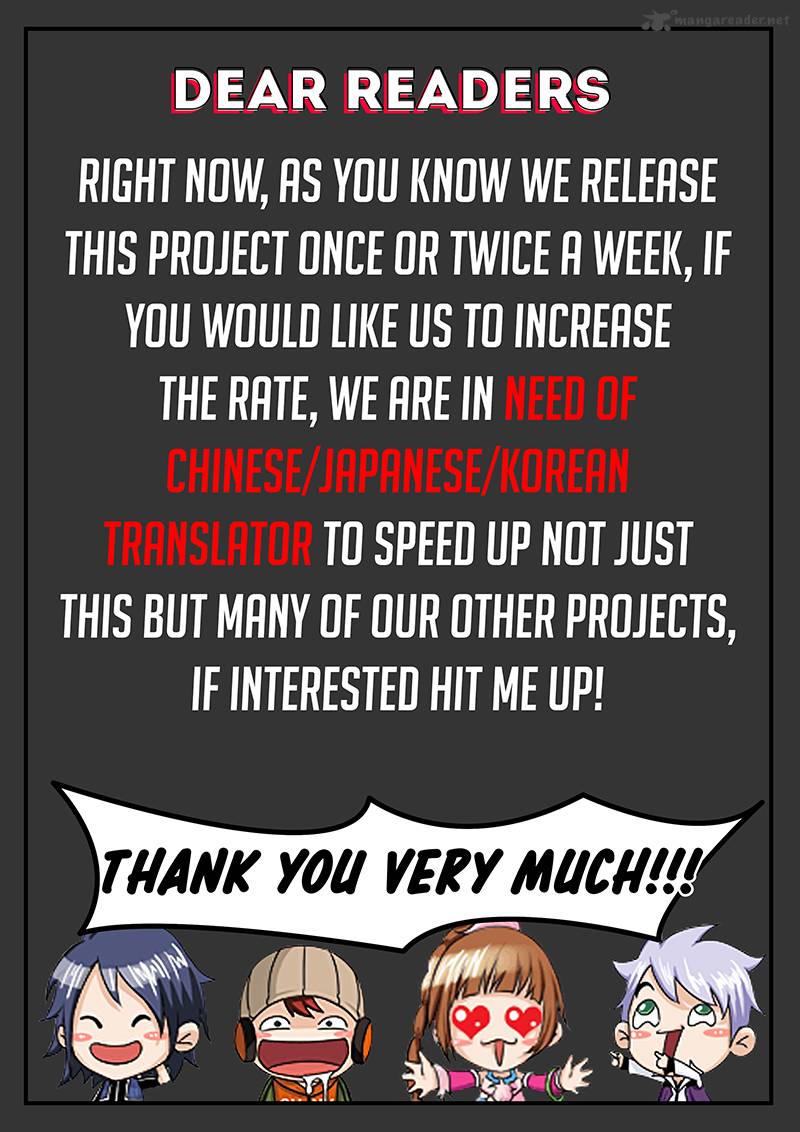 mangareader.net
DEAR READERS
RIGHT NOW, AS YOU KNOW WE RELEASE
THIS PROJECT ONCE OR TWICE A WEEK, IF
YOU WOULD LIKE US TO INCREASE
THE RATE, WE ARE IN NEED OF
CHINESE/JAPANESE/KOREAN
TRANSLATOR TO SPEED UP NOT JUST
THIS BUT MANY OF OUR OTHER PROJECTS,
IF INTERESTED HIT ME UP!
THANK YOU VERY MUCH!!!